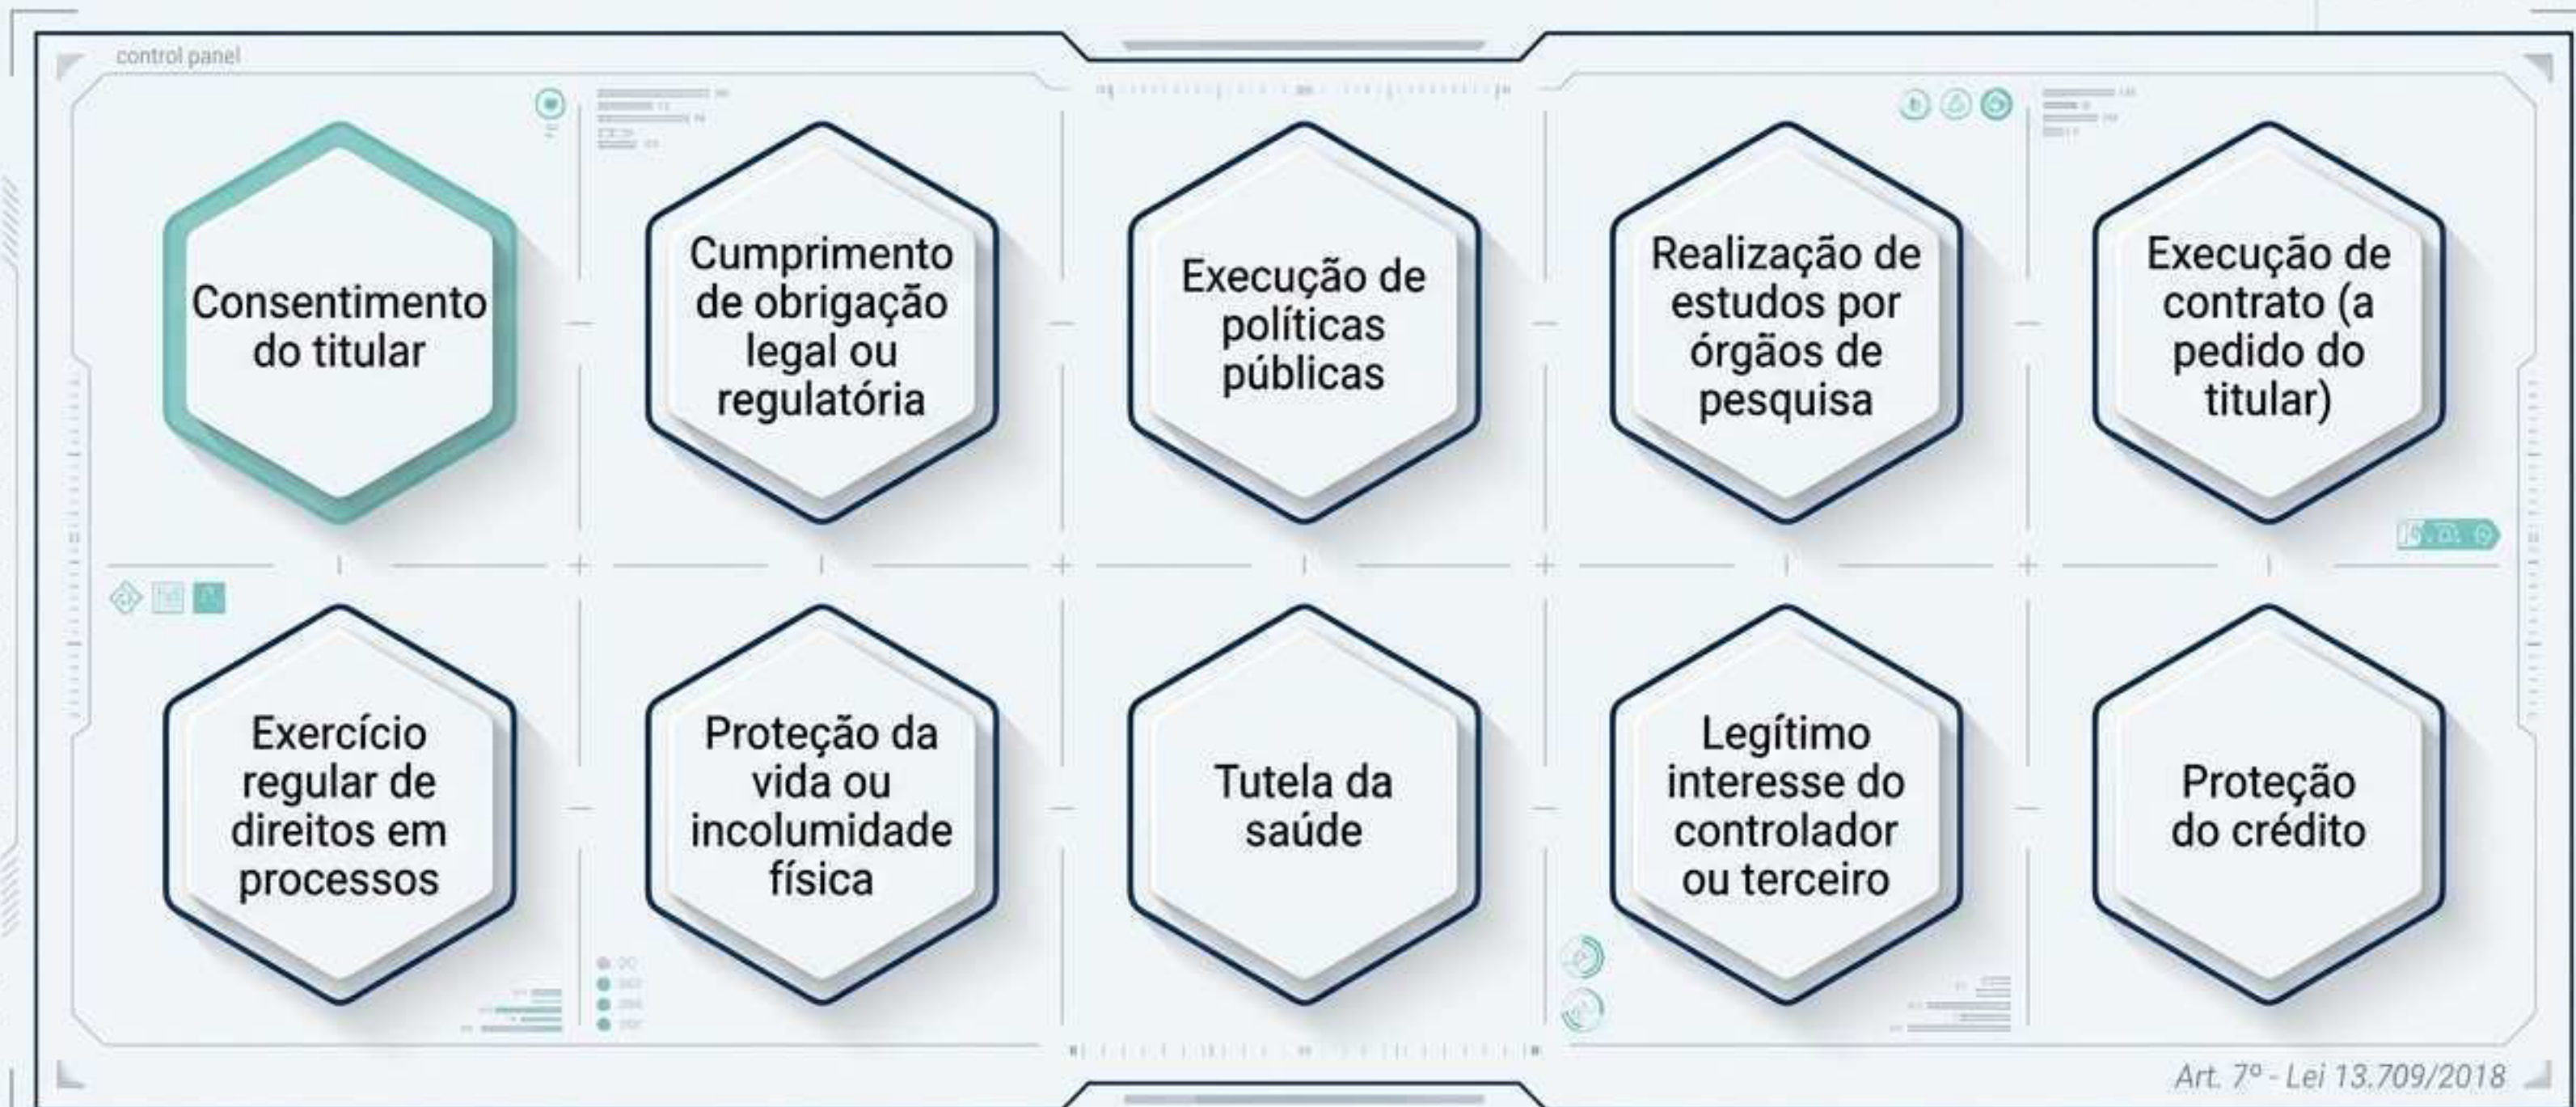 control panel
Consentimento
do titular
Cumprimento
de obrigação
legal ou
regulatória
Execução de
políticas
públicas
Realização de
estudos por
órgãos de
pesquisa
Execução de
contrato (a
pedido do
titular)
Exercício
regular de
direitos em
processos
Proteção da
vida ou
incolumidade
física
Tutela da
saúde
Legítimo
interesse do
controlador
ou terceiro
Proteção
do crédito
Art. 7º - Lei 13.709/2018